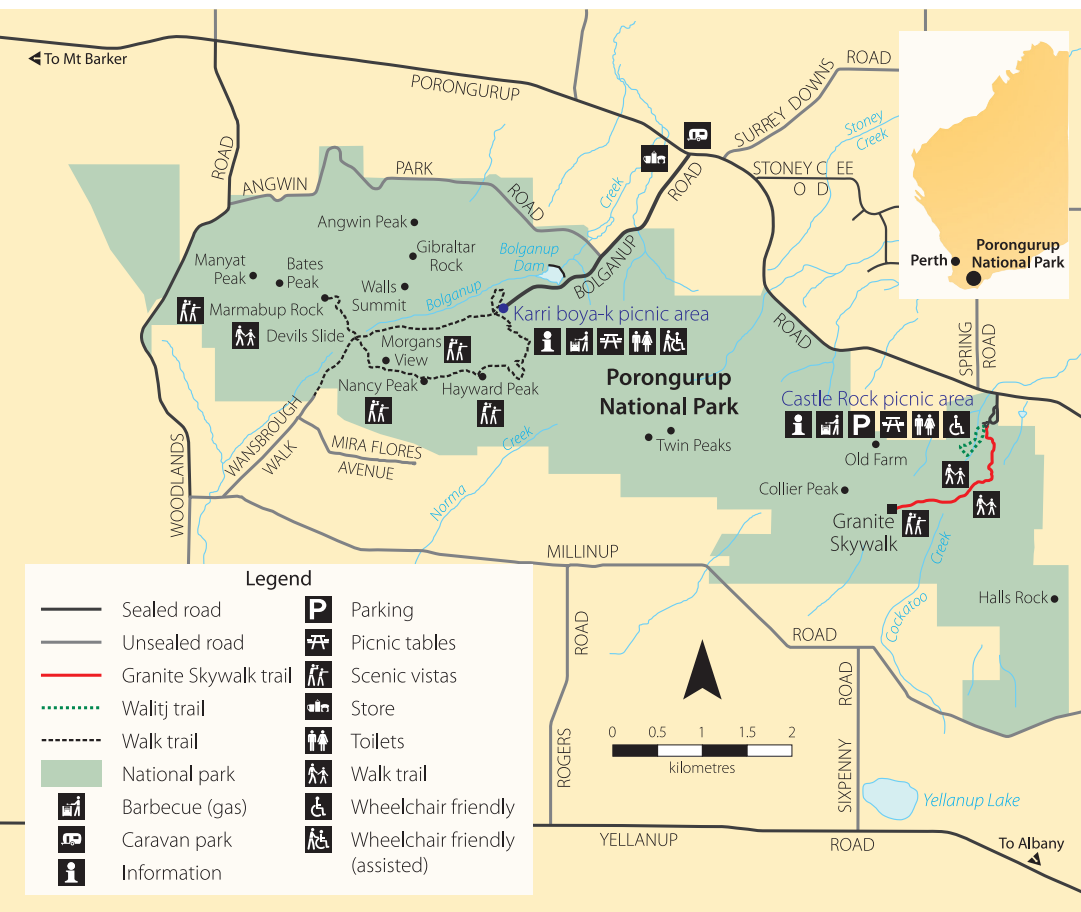 To Mt Barker
PORONGURUP
ROAD
SURREY DOWNS
ROAD
Stoney
Creek
STONEY C EE
O D
ROAD
ANGWIN
PARK
ROAD
Creek
ROAD
BOLGANUP
Angwin Peak
Gibraltar
Rock
Bolganup
Dam
Manyat
Peak
Bates
Peak
Walls
Summit
Bolganup
Marmabup Rock
Devils Slide
Karri boya-k picnic area
Morgans
View
Nancy Peak
Hayward Peak
Porongurup
National Park
Twin Peaks
Perth
Porongurup
National Park
ROAD
SPRING
ROAD
Castle Rock picnic area
P
Old Farm
Collier Peak
Granite
Skywalk
Creek
Cockatoo
Halls Rock
WANSBROUGH
WALK
MIRA FLORES
AVENUE
WOODLANDS
Norma
Creek
MILLINUP
ROAD
ROAD
ROGERS
ROAD
SIXPENNY
0 0.5 1 1.5 2
kilometres
Yellanup Lake
YELLANUP
ROAD
To Albany
Legend
Sealed road
Unsealed road
Granite Skywalk trail
Walitj trail
Walk trail
National park
Barbecue (gas)
Caravan park
Information
P Parking
Picnic tables
Scenic vistas
Store
Toilets
Walk trail
Wheelchair friendly
Wheelchair friendly
(assisted)